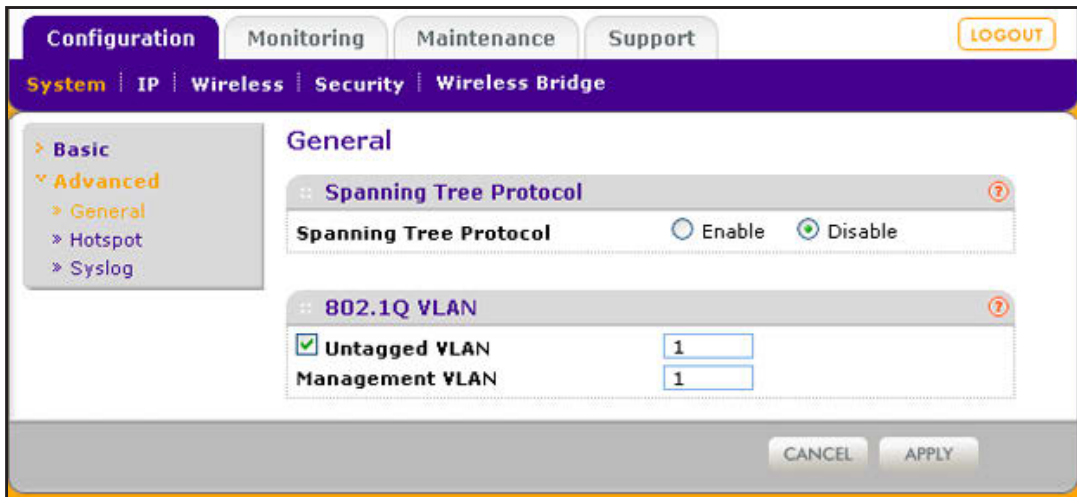 Configuration Monitoring Maintenance Support LOGOUT
System IP Wireless Security Wireless Bridge
Basic
Advanced
General
Hotspot
Syslog
General
Spanning Tree Protocol ?
Spanning Tree Protocol Enable Disable
802.1Q VLAN ?
Untagged VLAN 1
Management VLAN 1
CANCEL APPLY